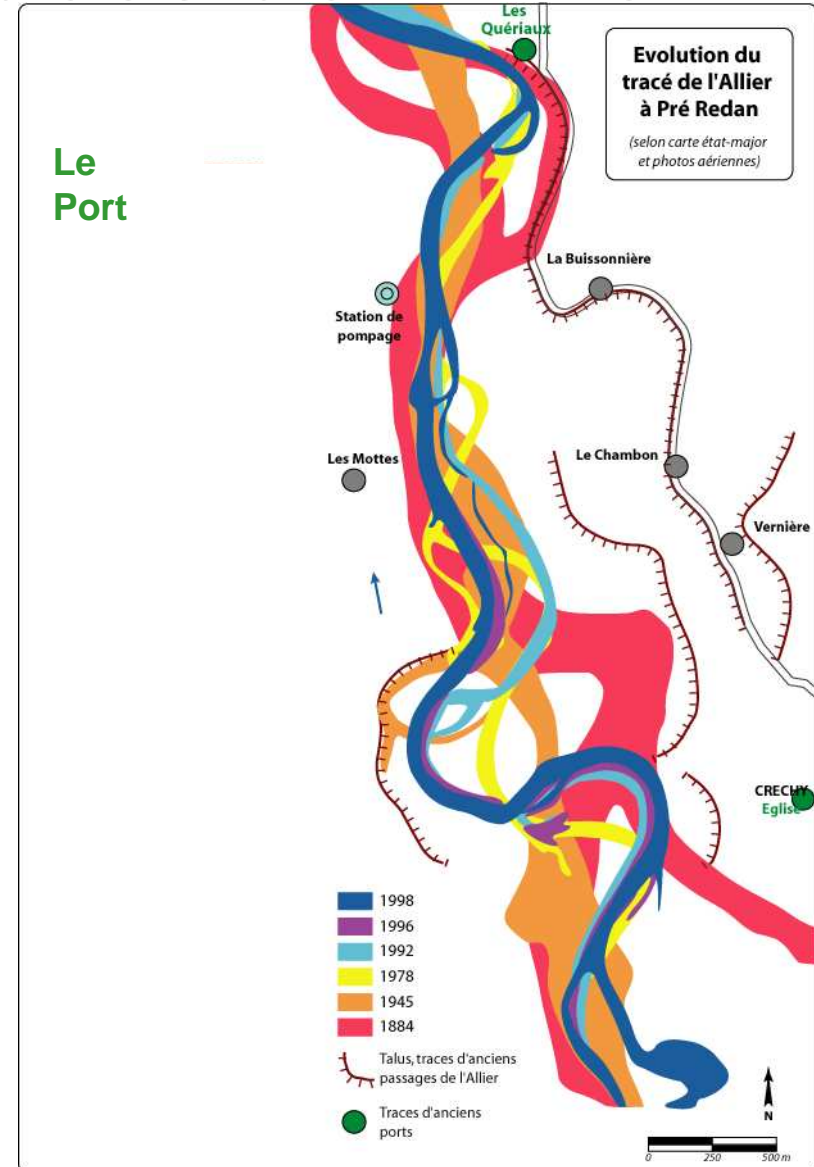 Les
Quériaux
Evolution du
tracé de l'Allier
à Pré Redan
(selon carte état-major
et photos aériennes)
Le
Port
La Buissonnière
Station de
pompage
Le Chambon
Les Mottes
Vernière
CRECHY
Eglise
1998
1996
1992
1978
1945
1884
Talus, traces d'anciens
passages de l'Allier
Traces d'anciens
ports
N
0 250 500 m